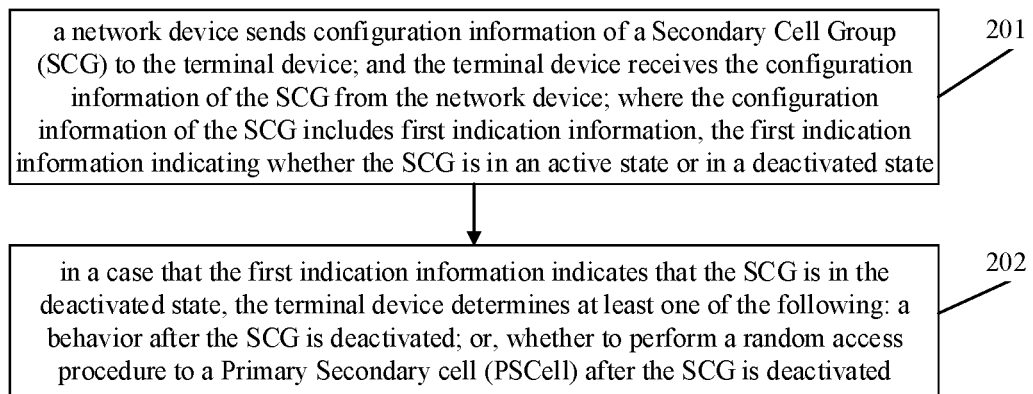 a network device sends configuration information of a Secondary Cell Group
(SCG) to the terminal device; and the terminal device receives the configuration
information of the SCG from the network device; where the configuration
information of the SCG includes first indication information, the first indication
information indicating whether the SCG is in an active state or in a deactivated state
201
in a case that the first indication information indicates that the SCG is in the
deactivated state, the terminal device determines at least one of the following: a
behavior after the SCG is deactivated; or, whether to perform a random access
procedure to a Primary Secondary cell (PSCell) after the SCG is deactivated
202